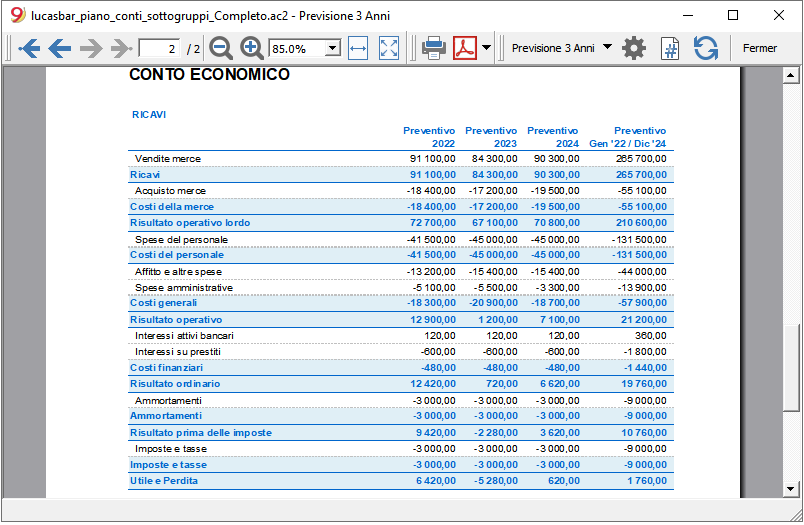 lucasbar_piano_conti_sottogruppi_Completo.ac2 - Previsione 3 Anni
2 / 2 85.0% Previsione 3 Anni # Fermer
CONTO ECONOMICO
RICAVI
Preventivo Preventivo Preventivo Preventivo
2022 2023 2024 Gen '22 / Dic '24
Vendite merce 91 100,00 84 300,00 90 300,00 265 700,00
Ricavi 91 100,00 84 300,00 90 300,00 265 700,00
Acquisto merce -18 400,00 -17 200,00 -19 500,00 -55 100,00
Costi della merce -18 400,00 -17 200,00 -19 500,00 -55 100,00
Risultato operativo lordo 72 700,00 67 100,00 70 800,00 210 600,00
Spese del personale -41 500,00 -45 000,00 -45 000,00 -131 500,00
Costi del personale -41 500,00 -45 000,00 -45 000,00 -131 500,00
Affitto e altre spese -13 200,00 -15 400,00 -15 400,00 -44 000,00
Spese amministrative -5 100,00 -5 500,00 -3 300,00 -13 900,00
Costi generali -18 300,00 -20 900,00 -18 700,00 -57 900,00
Risultato operativo 12 900,00 1 200,00 7 100,00 21 200,00
Interessi attivi bancari 120,00 120,00 120,00 360,00
Interessi su prestiti -600,00 -600,00 -600,00 -1 800,00
Costi finanziari -480,00 -480,00 -480,00 -1 440,00
Risultato ordinario 12 420,00 720,00 6 620,00 19 760,00
Ammortamenti -3 000,00 -3 000,00 -3 000,00 -9 000,00
Ammortamenti -3 000,00 -3 000,00 -3 000,00 -9 000,00
Risultato prima delle imposte 9 420,00 -2 280,00 3 620,00 10 760,00
Imposte e tasse -3 000,00 -3 000,00 -3 000,00 -9 000,00
Imposte e tasse -3 000,00 -3 000,00 -3 000,00 -9 000,00
Utile e Perdita 6 420,00 -5 280,00 620,00 1 760,00